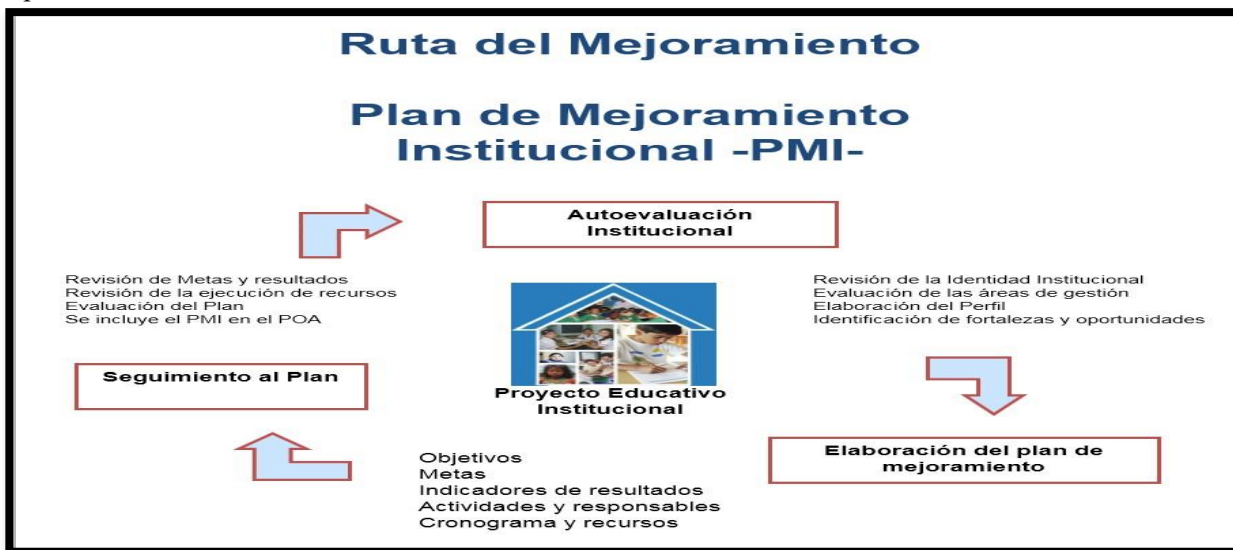 Ruta del Mejoramiento
Plan de Mejoramiento
Institucional -PMI-
Autoevaluación
Institucional
Revisión de Metas y resultados
Revisión de la ejecución de recursos
Evaluación del Plan
Se incluye el PMI en el POA
Revisión de la Identidad Institucional
Evaluación de las áreas de gestión
Elaboración del Perfil
Identificación de fortalezas y oportunidades
Seguimiento al Plan
Proyecto Educativo
Institucional
Elaboración del plan de
mejoramiento
Objetivos
Metas
Indicadores de resultados
Actividades y responsables
Cronograma y recursos